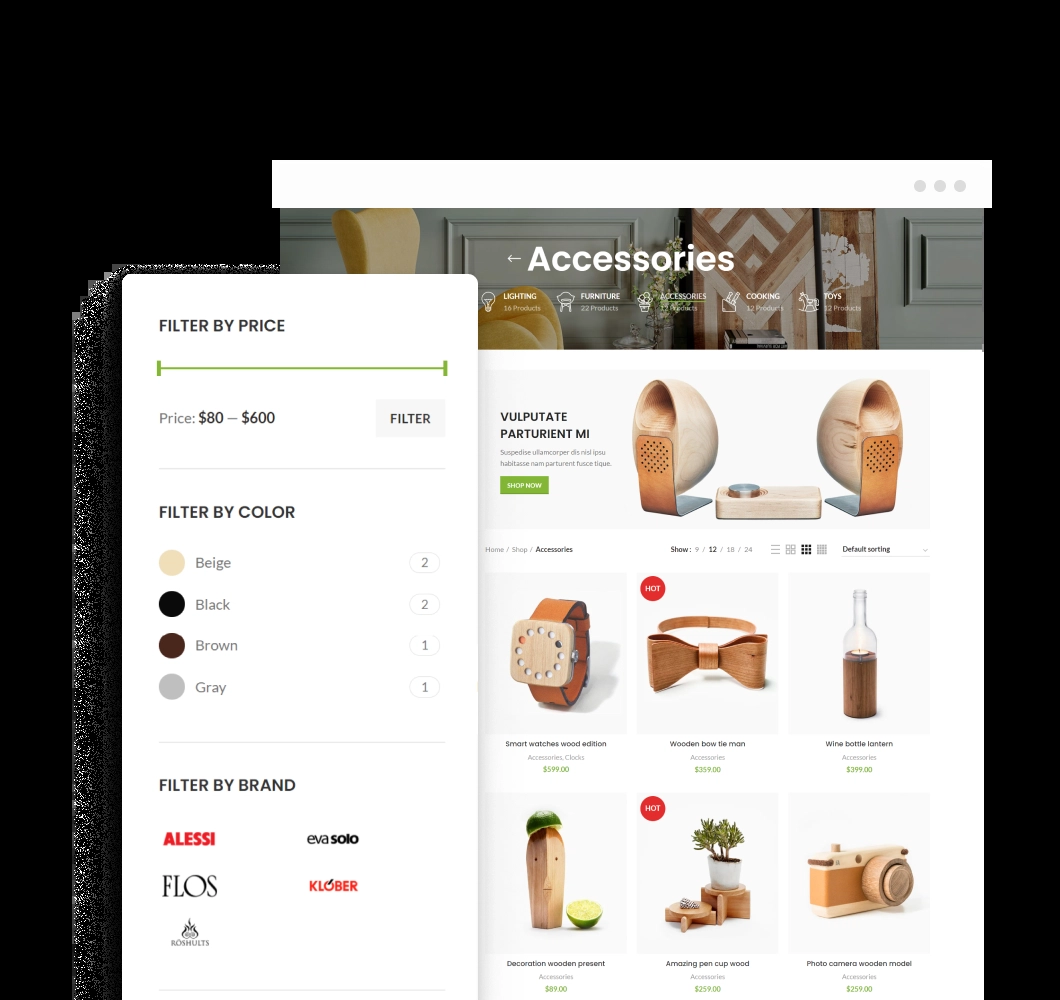 Accessories
LIGHTING
16 Products
FURNITURE
22 Products
ACCESSORIES
12 Products
COOKING
12 Products
TOYS
12 Products
FILTER BY PRICE
Price: $80 — $600
FILTER
FILTER BY COLOR
Beige 2
Black 2
Brown 1
Gray 1
FILTER BY BRAND
ALESSI
eva solo
FLOS
KLÖBER
RÖSHULTS
VULPUTATE
PARTURIENT MI
Suspedise ullamcorper dis nisl ipsu
habitasse nam parturent fusce tique.
SHOP NOW
Home / Shop / Accessories
Show : 9 / 12 / 18 / 24
Default sorting
Smart watches wood edition
Accessories, Clocks
$599.00
HOT
Wooden bow tie man
Accessories
$359.00
Wine bottle lantern
Accessories
$399.00
Decoration wooden present
Accessories
$89.00
HOT
Amazing pen cup wood
Accessories
$259.00
Photo camera wooden model
Accessories
$259.00